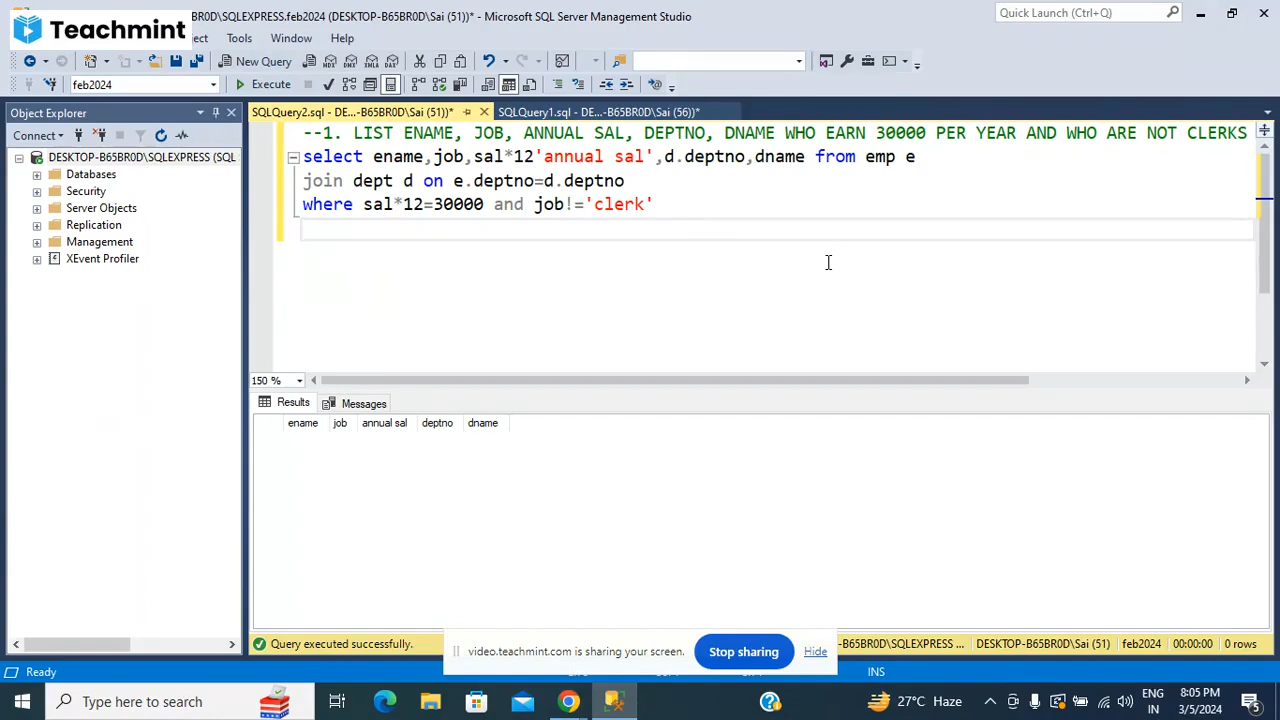 SQLEXPRESS.feb2024 (DESKTOP-B65BR0D\Sai (51))* - Microsoft SQL Server Management Studio
Quick Launch (Ctrl+Q)
Teachmint
Tools Window Help
New Query
feb2024 Execute
Object Explorer
SQLQuery2.sql - DE...-B65BR0D\Sai (51))*
SQLQuery1.sql - DE...-B65BR0D\Sai (56))*
Connect
DESKTOP-B65BR0D\SQLEXPRESS (SQL
Databases
Security
Server Objects
Replication
Management
XEvent Profiler
--1. LIST ENAME, JOB, ANNUAL SAL, DEPTNO, DNAME WHO EARN 30000 PER YEAR AND WHO ARE NOT CLERKS
select ename,job,sal*12'annual sal',d.deptno,dname from emp e
join dept d on e.deptno=d.deptno
where sal*12=30000 and job!='clerk'
150 %
Results Messages
ename job annual sal deptno dname
Query executed successfully.
-B65BR0D\SQLEXPRESS ... DESKTOP-B65BR0D\Sai (51) feb2024 00:00:00 0 rows
video.teachmint.com is sharing your screen. Stop sharing Hide
Ready
INS
Type here to search
27°C Haze
ENG
IN
8:05 PM
3/5/2024
5